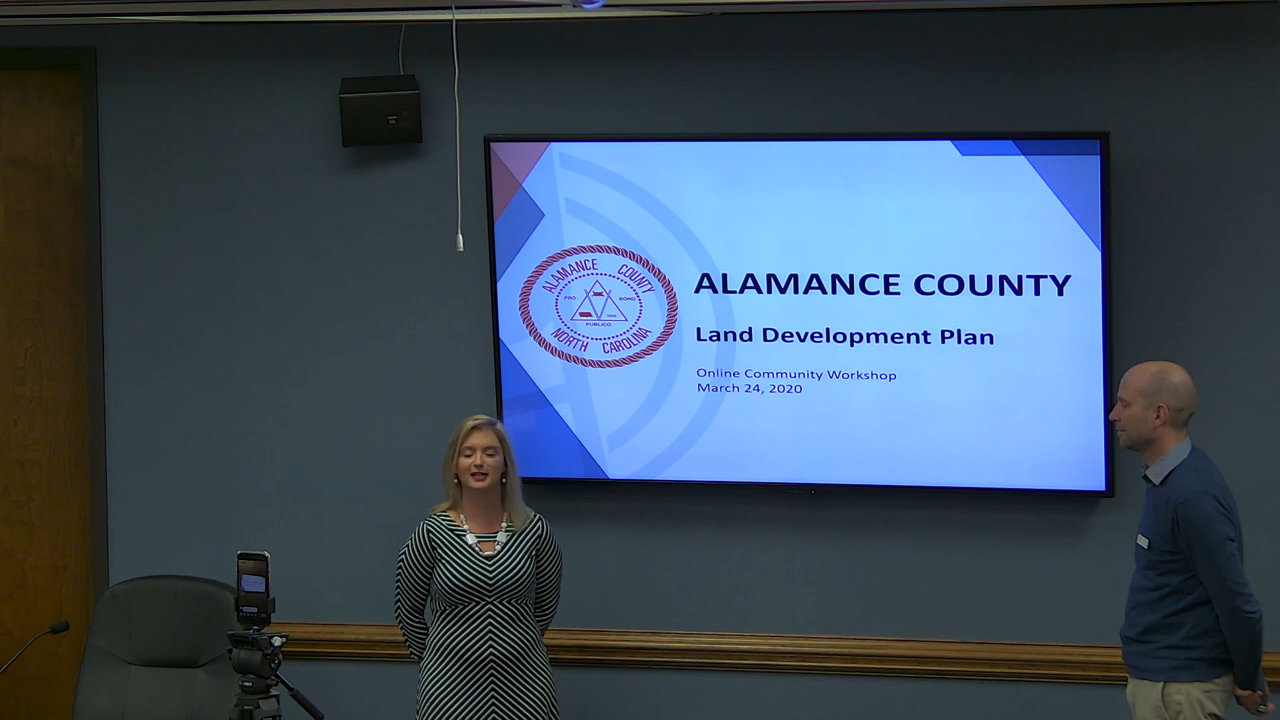 ALAMANCE COUNTY
PRO BONO
PUBLICO
NORTH CAROLINA
ALAMANCE COUNTY
Land Development Plan
Online Community Workshop
March 24, 2020